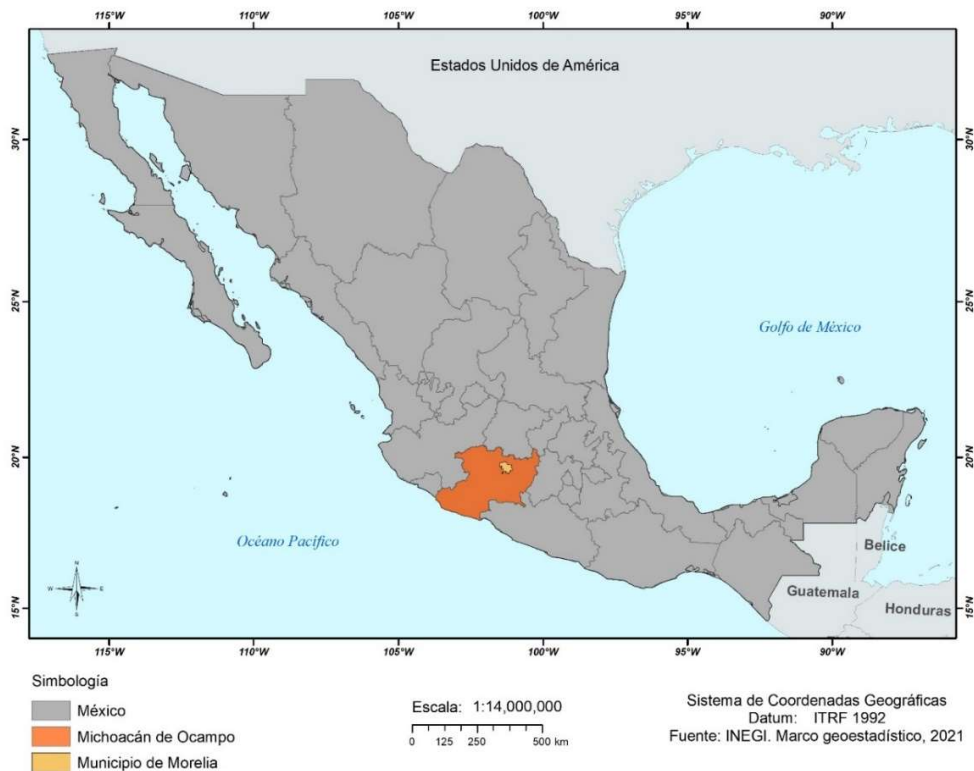 115°W 110°W 105°W 100°W 95°W 90°W
Estados Unidos de América
30°N 30°N
25°N 25°N
Golfo de México
20°N 20°N
Océano Pacífico
Belice
N
W E
S
Guatemala
15°N Honduras 15°N
115°W 110°W 105°W 100°W 95°W 90°W
Simbología
México
Michoacán de Ocampo
Municipio de Morelia
Escala: 1:14,000,000
0 125 250 500 km
Sistema de Coordenadas Geográficas
Datum: ITRF 1992
Fuente: INEGI. Marco geoestadístico, 2021